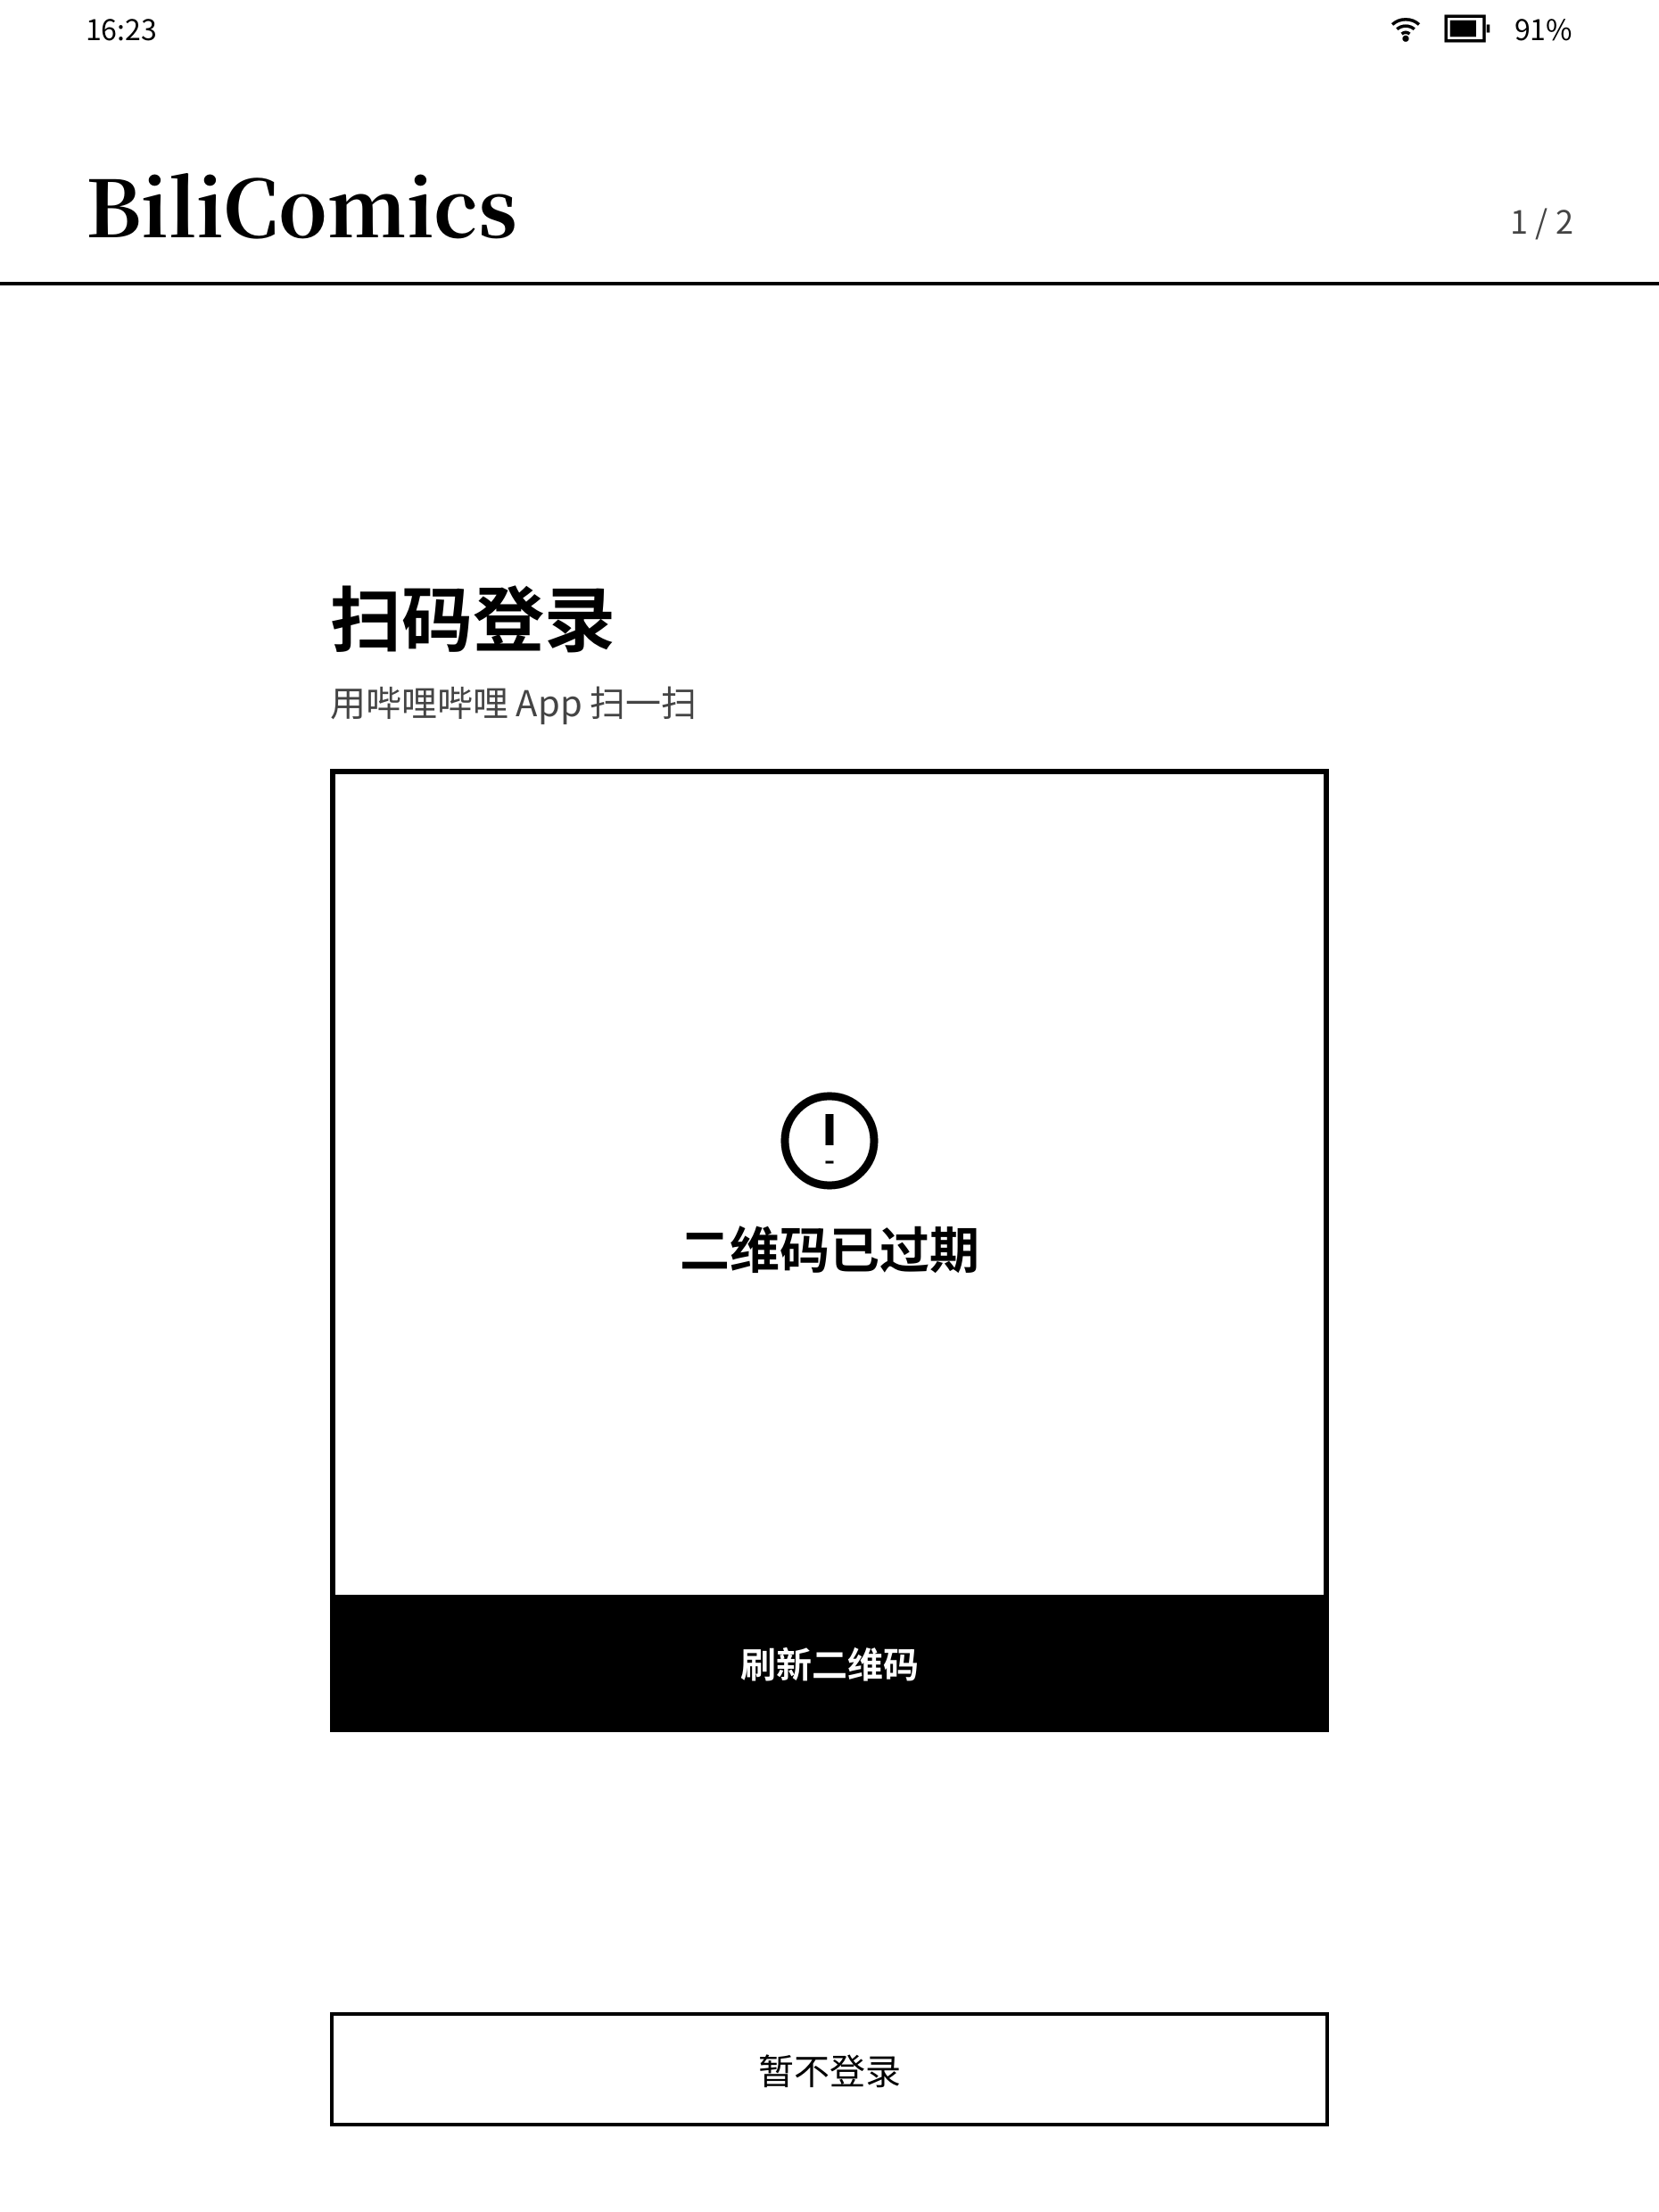 16:23
91%
BiliComics
1 / 2
扫码登录
用哔哩哔哩 App 扫一扫
二维码已过期
刷新二维码
暂不登录